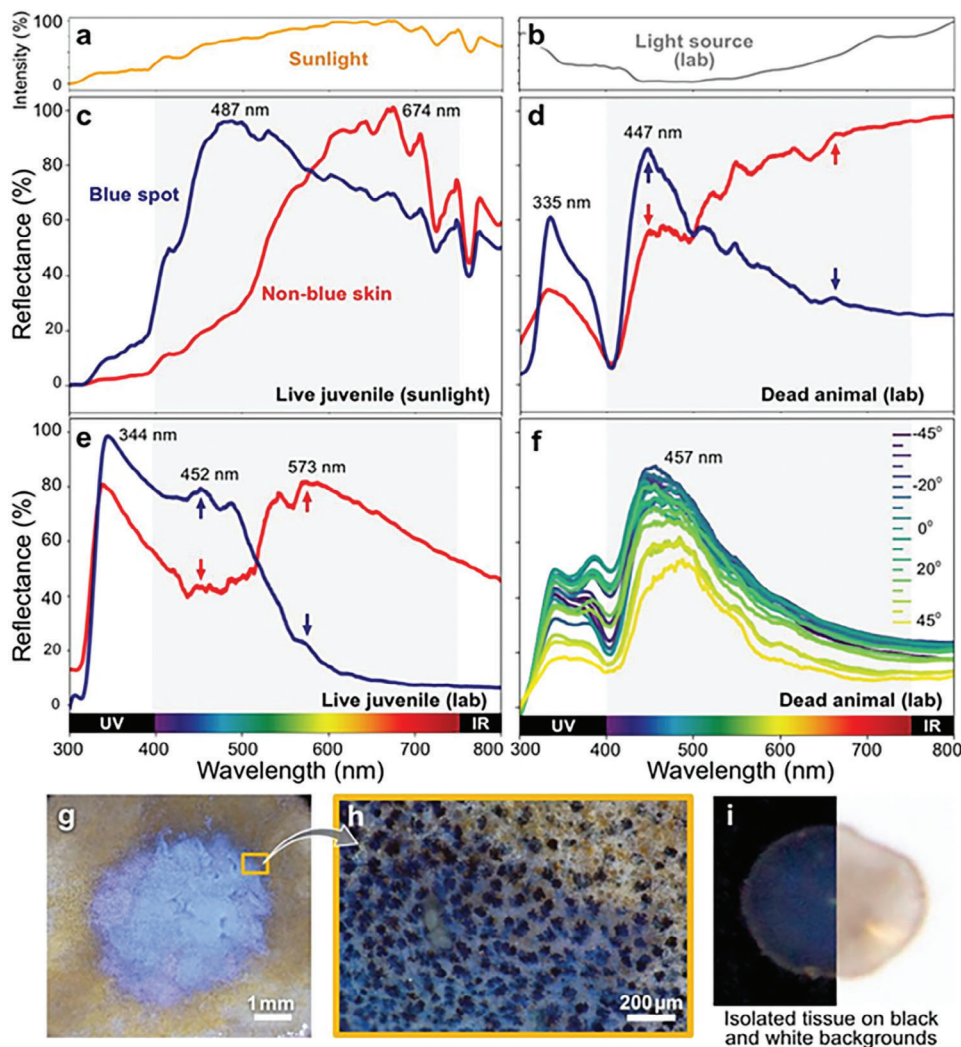 a
Sunlight
Intensity (%)
100
0
b
Light source
(lab)
c
487 nm
674 nm
Blue spot
Non-blue skin
Live juvenile (sunlight)
Reflectance (%)
100
80
60
40
20
0
d
335 nm
447 nm
Dead animal (lab)
e
344 nm
452 nm
573 nm
Live juvenile (lab)
Reflectance (%)
100
80
60
40
20
0
UV
IR
300
400
500
600
700
800
Wavelength (nm)
f
457 nm
-45°
-20°
0°
20°
45°
Dead animal (lab)
UV
IR
300
400
500
600
700
800
Wavelength (nm)
g
1 mm
h
200 µm
i
Isolated tissue on black
and white backgrounds